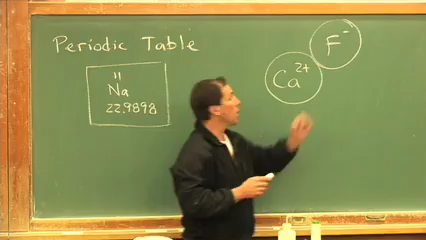 Periodic Table
11
Na
22.9898
Ca2+
F-